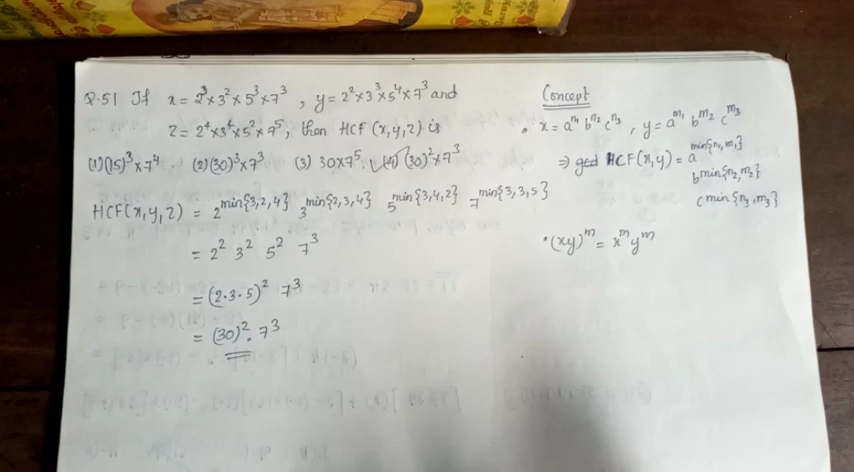 Q.51 If x = 2³ × 3² × 5³ × 7³ , y = 2² × 3³ × 5⁴ × 7³ and
z = 2⁴ × 3⁴ × 5² × 7⁵, then HCF (x, y, z) is
(1) (15)³ × 7⁴ (2) (30)³ × 7³ (3) 30 × 7⁵ (4) (30)² × 7³
HCF(x, y, z) = 2^min{3,2,4} 3^min{2,3,4} 5^min{3,4,2} 7^min{3,3,5}
= 2² 3² 5² 7³
= (2·3·5)² 7³
= (30)² · 7³
Concept
• x = a^n₁ b^n₂ c^n₃ , y = a^m₁ b^m₂ c^m₃
⇒ HCF(x, y) = a^min{n₁, m₁}
b^min{n₂, m₂}
c^min{n₃, m₃}
• (xy)^m = x^m y^m